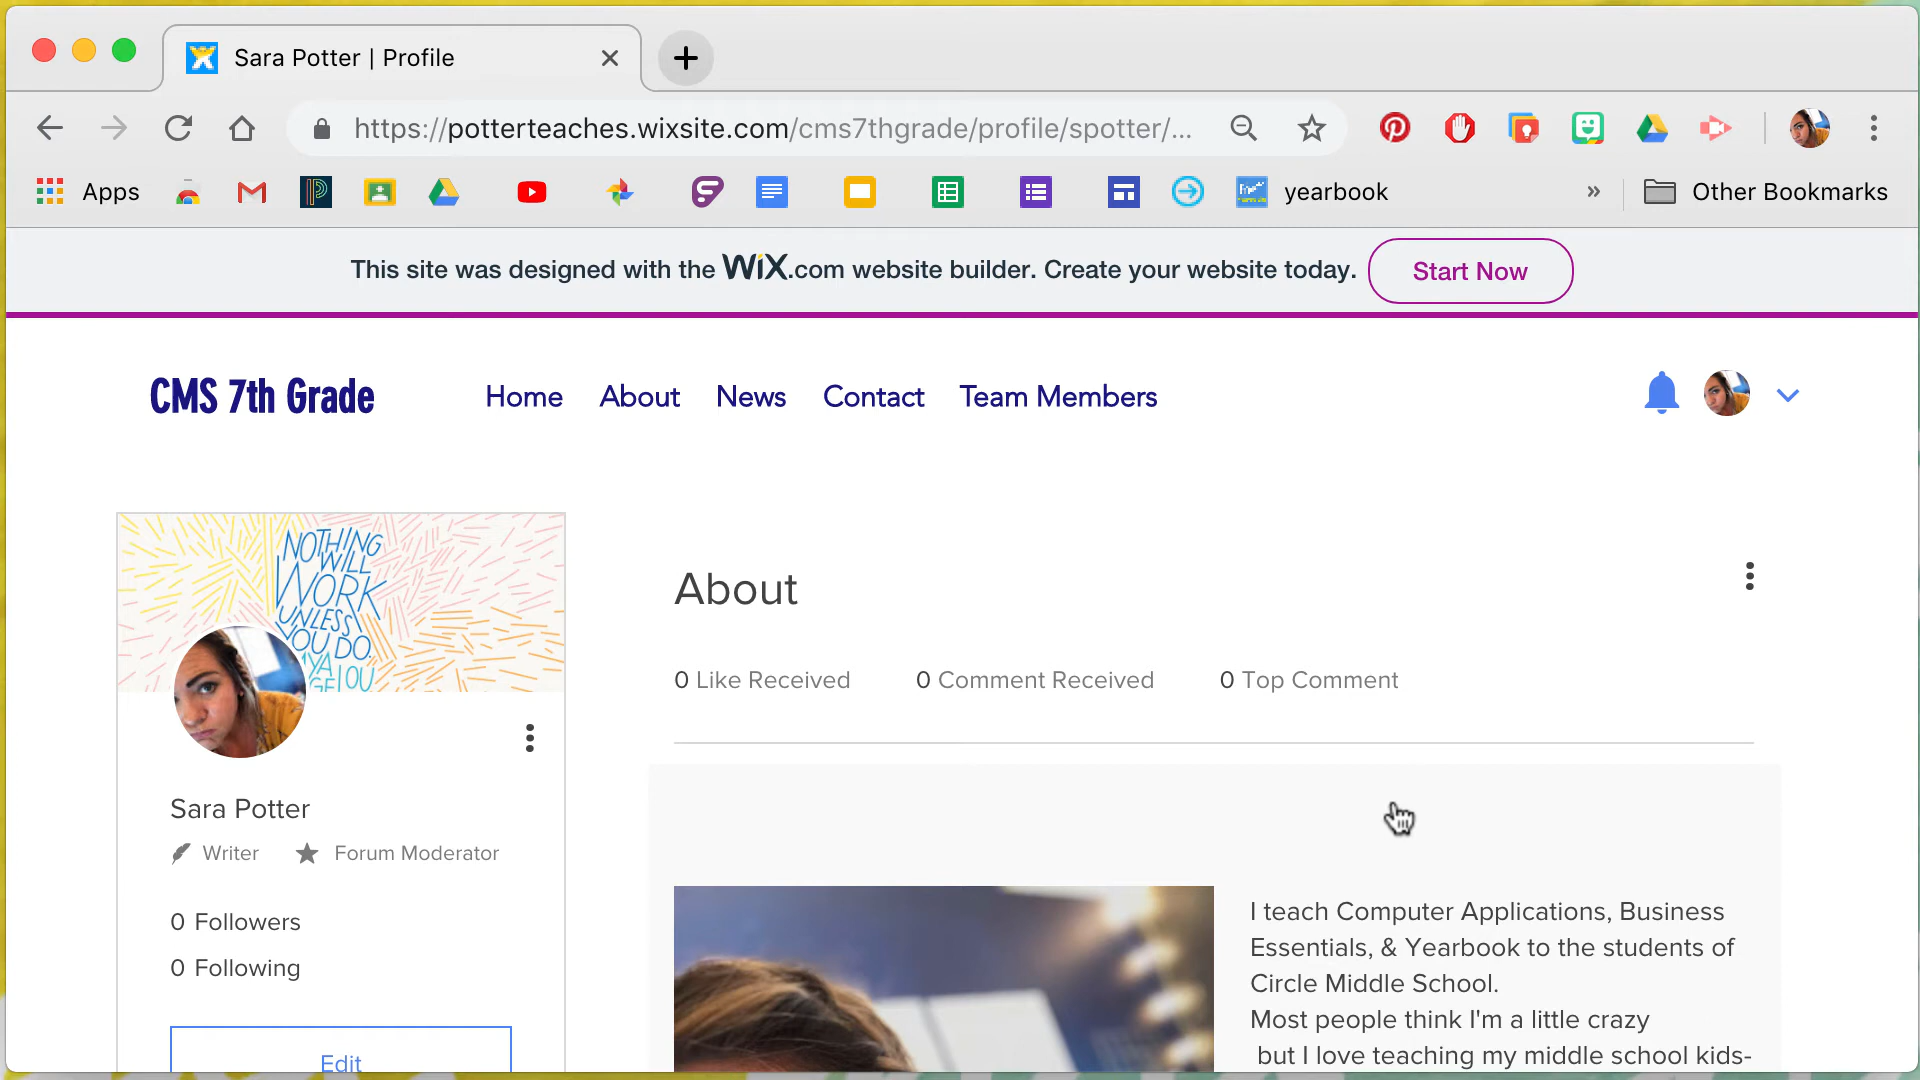 Sara Potter | Profile
https://potterteaches.wixsite.com/cms7thgrade/profile/spotter/...
Apps
yearbook
» Other Bookmarks
This site was designed with the WiX.com website builder. Create your website today. Start Now
CMS 7th Grade Home About News Contact Team Members
NOTHING
WILL
WORK
UNLESS
YOU DO.
About
0 Like Received 0 Comment Received 0 Top Comment
Sara Potter
Writer Forum Moderator
0 Followers
0 Following
Edit
I teach Computer Applications, Business
Essentials, & Yearbook to the students of
Circle Middle School.
Most people think I'm a little crazy
but I love teaching my middle school kids-